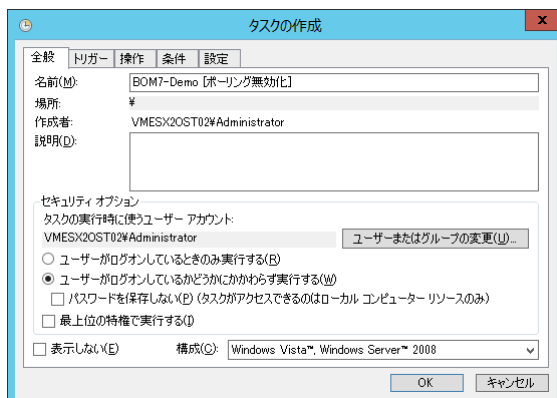 タスクの作成
x
全般 トリガー 操作 条件 設定
名前(M): BOM7-Demo [ポーリング無効化]
場所: ¥
作成者: VMESX2OST02¥Administrator
説明(D):
セキュリティ オプション
タスクの実行時に使うユーザー アカウント:
VMESX2OST02¥Administrator ユーザーまたはグループの変更(U)...
ユーザーがログオンしているときのみ実行する(R)
ユーザーがログオンしているかどうかにかかわらず実行する(W)
パスワードを保存しない(P) (タスクがアクセスできるのはローカル コンピューター リソースのみ)
最上位の特権で実行する(I)
表示しない(E) 構成(C): Windows Vista™, Windows Server™ 2008
OK キャンセル